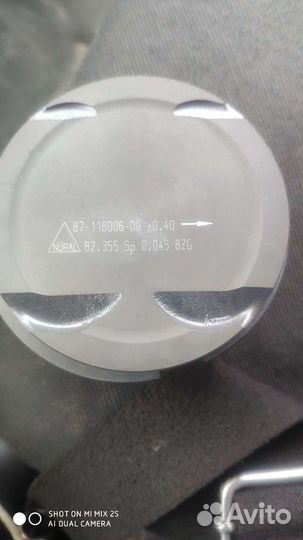 87-118006-00 +0.40
NÜRAL 82.355 Sp 0.045 BZG
SHOT ON MI MIX 2S
AI DUAL CAMERA
Avito